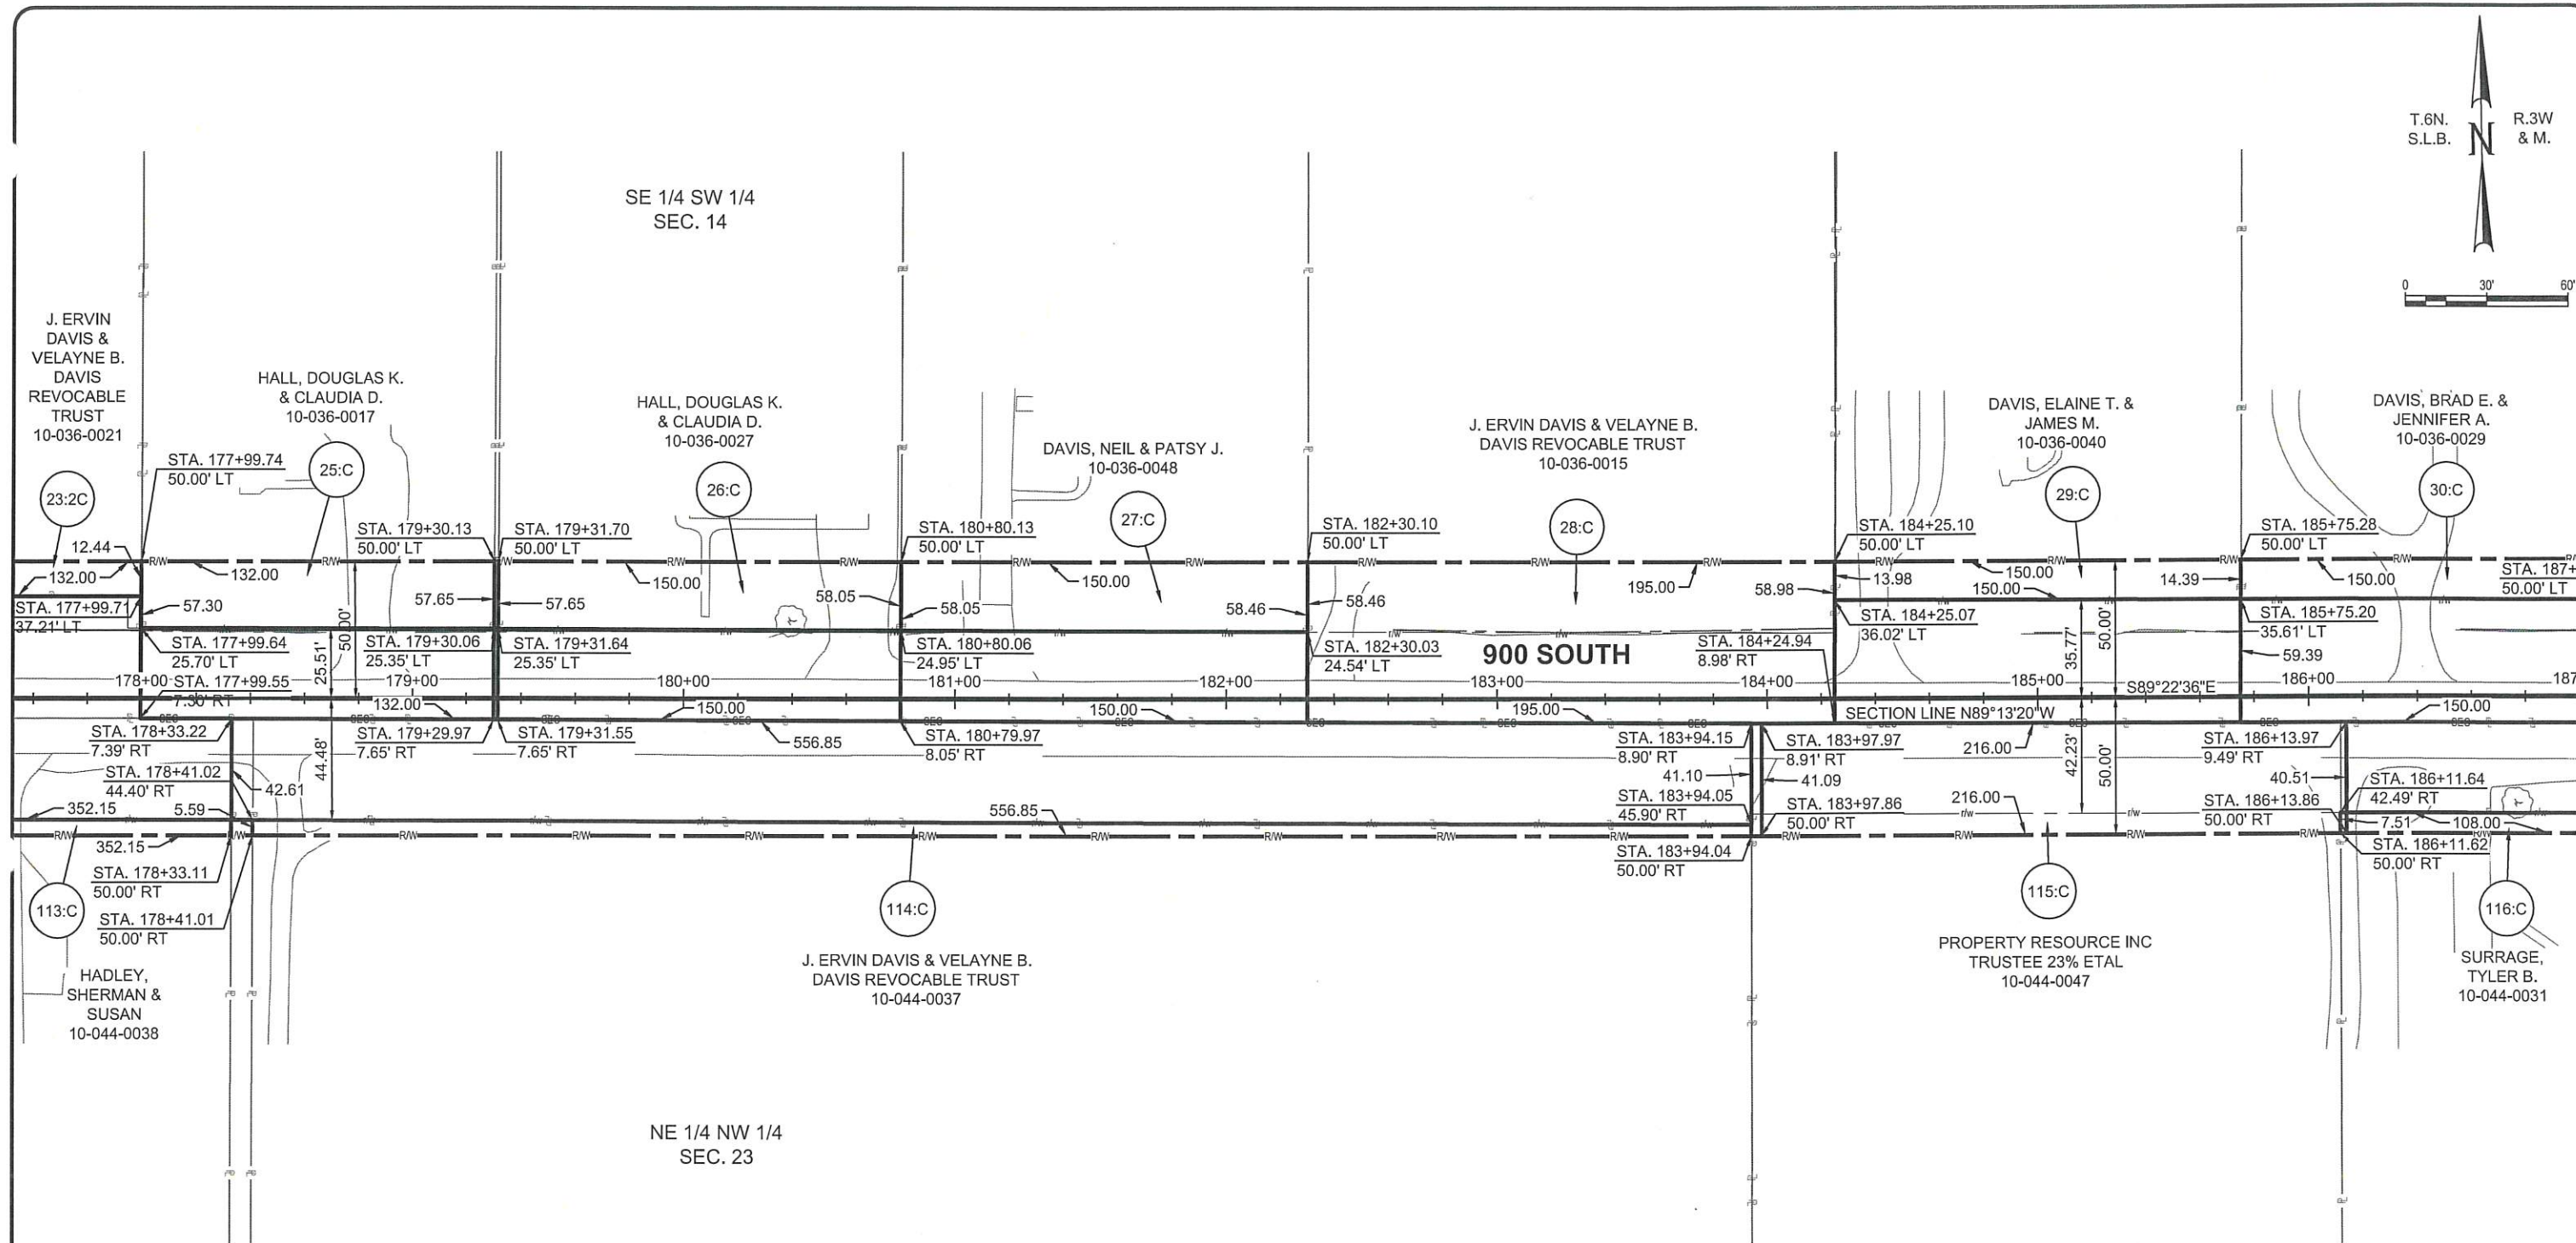 T.6N.
S.L.B.
N
R.3W
& M.
0 30' 60'
SE 1/4 SW 1/4
SEC. 14
J. ERVIN
DAVIS &
VELAYNE B.
DAVIS
REVOCABLE
TRUST
10-036-0021
23:2C
HALL, DOUGLAS K.
& CLAUDIA D.
10-036-0017
25:C
HALL, DOUGLAS K.
& CLAUDIA D.
10-036-0027
26:C
DAVIS, NEIL & PATSY J.
10-036-0048
27:C
J. ERVIN DAVIS & VELAYNE B.
DAVIS REVOCABLE TRUST
10-036-0015
28:C
DAVIS, ELAINE T. &
JAMES M.
10-036-0040
29:C
DAVIS, BRAD E. &
JENNIFER A.
10-036-0029
30:C
STA. 177+99.74
50.00' LT
STA. 179+30.13
50.00' LT
STA. 179+31.70
50.00' LT
STA. 180+80.13
50.00' LT
STA. 182+30.10
50.00' LT
STA. 184+25.10
50.00' LT
STA. 185+75.28
50.00' LT
STA. 187+
50.00' LT
12.44
132.00
132.00
150.00
150.00
195.00
150.00
150.00
150.00
13.98
14.39
R/W R/W R/W R/W R/W R/W R/W R/W R/W R/W R/W R/W R/W
STA. 177+99.71
37.21' LT
57.30
57.65
57.65
58.05
58.05
58.46
58.46
58.98
59.39
STA. 177+99.64
25.70' LT
STA. 179+30.06
25.35' LT
STA. 179+31.64
25.35' LT
STA. 180+80.06
24.95' LT
STA. 182+30.03
24.54' LT
STA. 184+24.94
8.98' RT
STA. 184+25.07
36.02' LT
STA. 185+75.20
35.61' LT
25.51'
50.00'
35.77'
50.00'
900 SOUTH
178+00 179+00 180+00 181+00 182+00 183+00 184+00 185+00 186+00 187
STA. 177+99.55
7.30' RT
S89°22'36"E
SECTION LINE N89°13'20"W
132.00
150.00
150.00
195.00
150.00
556.85
216.00
STA. 178+33.22
7.39' RT
STA. 179+29.97
7.65' RT
STA. 179+31.55
7.65' RT
STA. 180+79.97
8.05' RT
STA. 183+94.15
8.90' RT
STA. 183+97.97
8.91' RT
STA. 186+13.97
9.49' RT
44.48'
42.23'
50.00'
STA. 178+41.02
44.40' RT
42.61
41.10
41.09
40.51
STA. 183+94.05
45.90' RT
STA. 183+97.86
50.00' RT
STA. 186+11.64
42.49' RT
STA. 186+13.86
50.00' RT
352.15
5.59
556.85
216.00
7.51
108.00
352.15
R/W R/W R/W R/W R/W R/W R/W R/W R/W R/W R/W R/W R/W R/W R/W
STA. 178+33.11
50.00' RT
STA. 178+41.01
50.00' RT
STA. 183+94.04
50.00' RT
STA. 186+11.62
50.00' RT
113:C
HADLEY,
SHERMAN &
SUSAN
10-044-0038
114:C
J. ERVIN DAVIS & VELAYNE B.
DAVIS REVOCABLE TRUST
10-044-0037
115:C
PROPERTY RESOURCE INC
TRUSTEE 23% ETAL
10-044-0047
116:C
SURRAGE,
TYLER B.
10-044-0031
NE 1/4 NW 1/4
SEC. 23